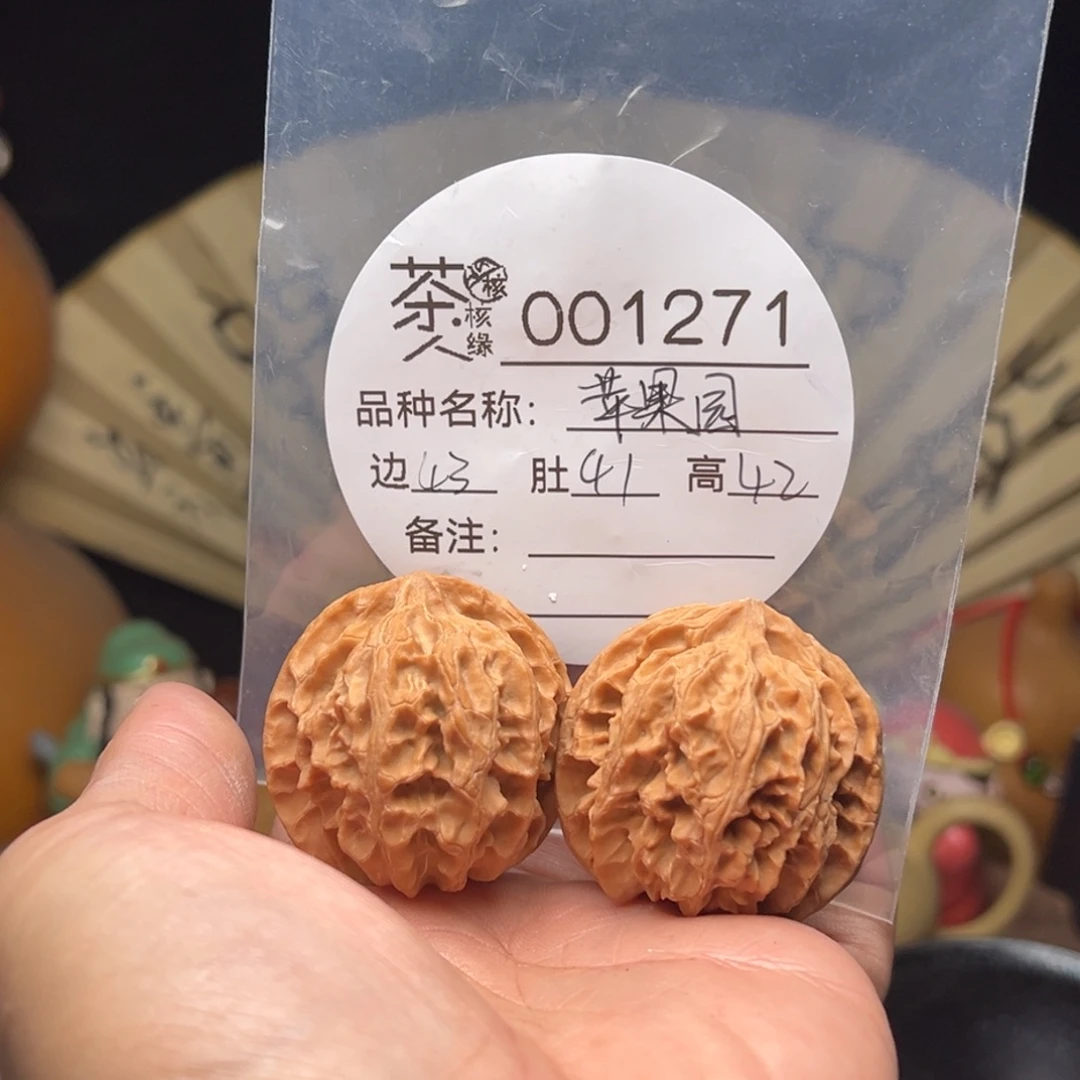 茶人 核缘 001271
品种名称: 苹果园
边43 肚41 高42
备注: